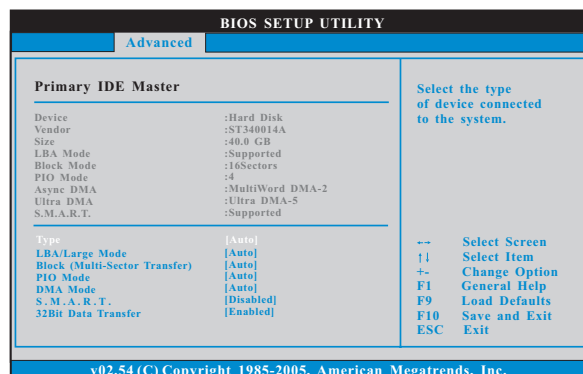 BIOS SETUP UTILITY
Advanced
Primary IDE Master
Device :Hard Disk
Vendor :ST340014A
Size :40.0 GB
LBA Mode :Supported
Block Mode :16Sectors
PIO Mode :4
Async DMA :MultiWord DMA-2
Ultra DMA :Ultra DMA-5
S.M.A.R.T. :Supported
Type [Auto]
LBA/Large Mode [Auto]
Block (Multi-Sector Transfer) [Auto]
PIO Mode [Auto]
DMA Mode [Auto]
S.M.A.R.T. [Disabled]
32Bit Data Transfer [Enabled]
Select the type
of device connected
to the system.
←→ Select Screen
↑↓ Select Item
+- Change Option
F1 General Help
F9 Load Defaults
F10 Save and Exit
ESC Exit
v02.54 (C) Copyright 1985-2005, American Megatrends, Inc.